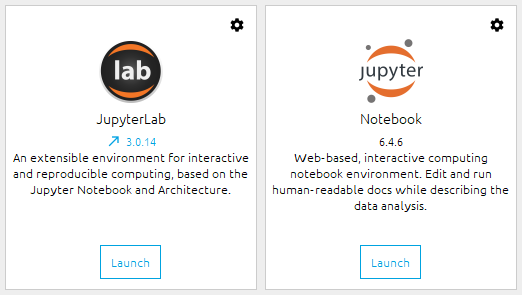 lab
JupyterLab
3.0.14
An extensible environment for interactive
and reproducible computing, based on the
Jupyter Notebook and Architecture.
Launch
jupyter
Notebook
6.4.6
Web-based, interactive computing
notebook environment. Edit and run
human-readable docs while describing the
data analysis.
Launch